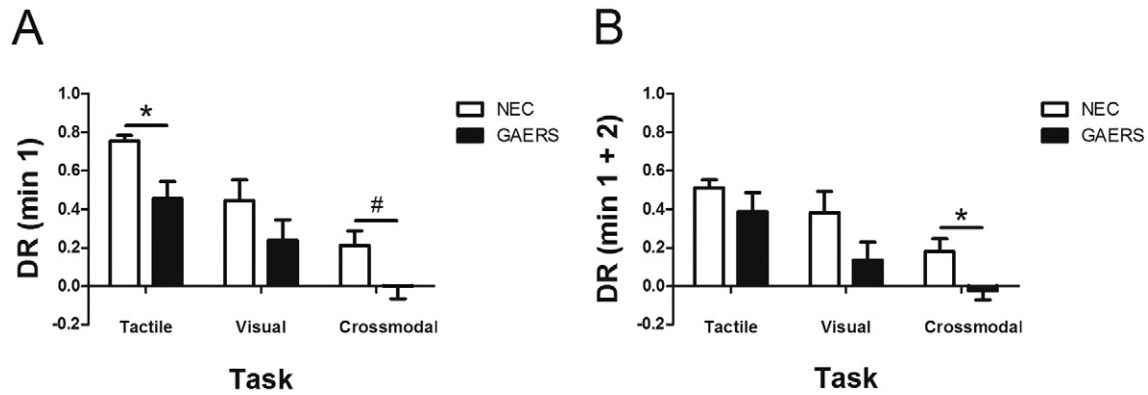 A
DR (min 1)
1.0
0.8
0.6
0.4
0.2
0.0
-0.2
*
#
NEC
GAERS
Tactile Visual Crossmodal
Task
B
DR (min 1 + 2)
1.0
0.8
0.6
0.4
0.2
0.0
-0.2
*
NEC
GAERS
Tactile Visual Crossmodal
Task